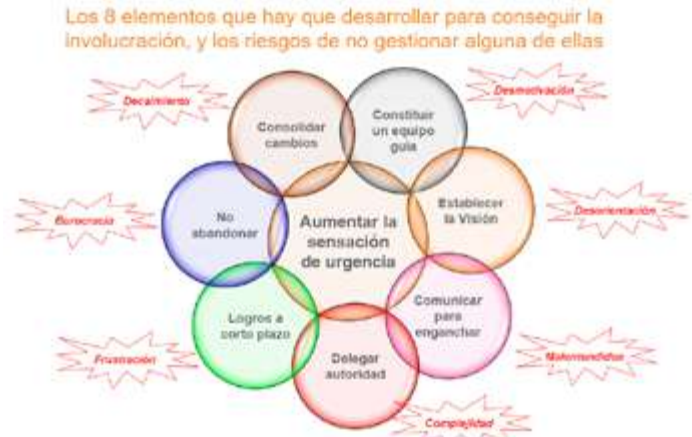 Los 8 elementos que hay que desarrollar para conseguir la
involucración, y los riesgos de no gestionar alguna de ellas
Decaimiento
Desmotivación
Consolidar
cambios
Constituir
un equipo
guía
Burocracia
No
abandonar
Aumentar la
sensación
de urgencia
Establecer
la Visión
Desorientación
Logros a
corto plazo
Comunicar
para
enganchar
Frustración
Delegar
autoridad
Malentendidos
Complejidad